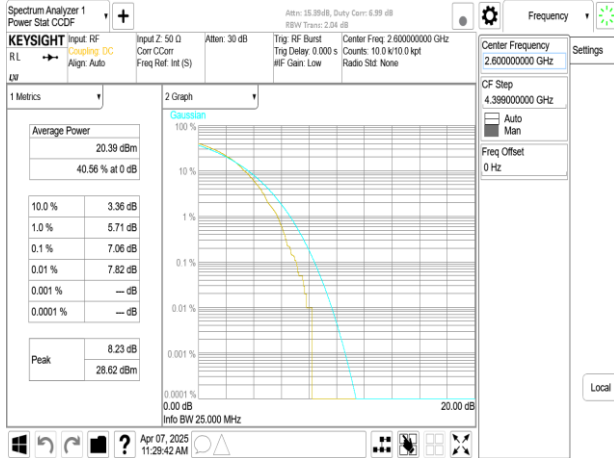 Spectrum Analyzer 1
Power Stat CCDF
Attn: 15.39dB, Duty Corr: 6.99 dB
RBW Trans: 2.04 dB
Frequency
KEYSIGHT
RL
Input: RF
Coupling: DC
Align: Auto
Input Z: 50 Ω
Corr CCorr
Freq Ref: Int (S)
Atten: 30 dB
Trig: RF Burst
Trig Delay: 0.000 s
#IF Gain: Low
Center Freq: 2.600000000 GHz
Counts: 10.0 k/10.0 kpt
Radio Std: None
Center Frequency
2.600000000 GHz
Settings
CF Step
4.399000000 GHz
Auto
Man
Freq Offset
0 Hz
1 Metrics
Average Power
20.39 dBm
40.56 % at 0 dB
10.0 % 3.36 dB
1.0 % 5.71 dB
0.1 % 7.06 dB
0.01 % 7.82 dB
0.001 % --- dB
0.0001 % --- dB
Peak
8.23 dB
28.62 dBm
2 Graph
Gaussian
100 %
10 %
1 %
0.1 %
0.01 %
0.001 %
0.0001 %
0.00 dB
20.00 dB
Info BW 25.000 MHz
Local
?
Apr 07, 2025
11:29:42 AM